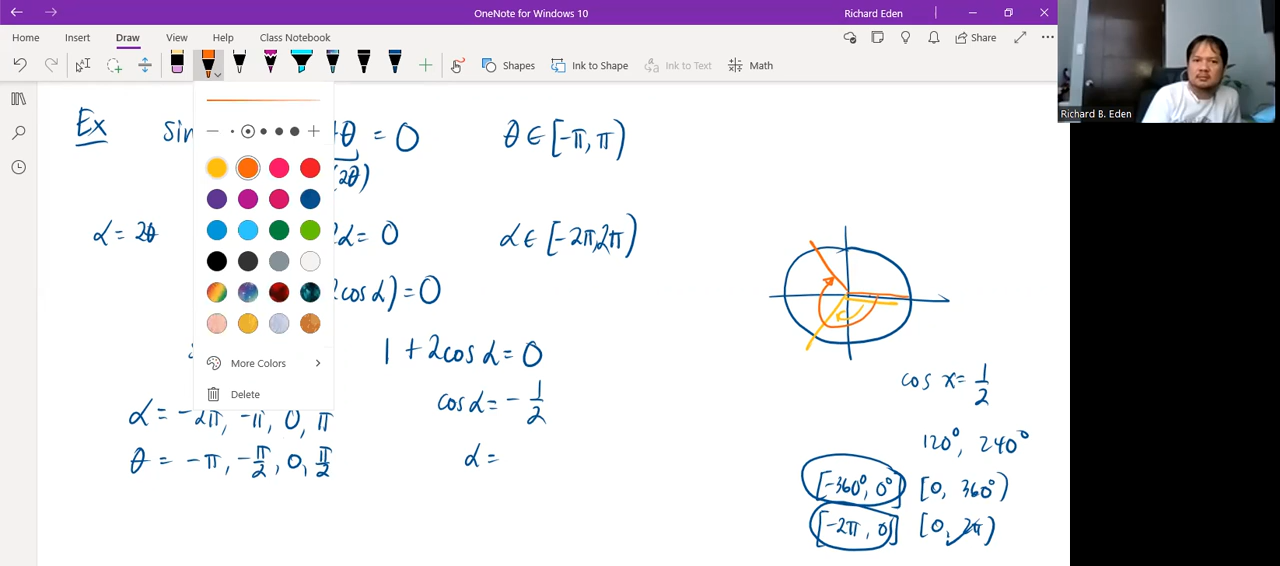 OneNote for Windows 10
Richard Eden
Home Insert Draw View Help Class Notebook
Share
Shapes Ink to Shape Ink to Text Math
Richard B. Eden
Ex sin θ = 0 θ ∈ [-π, π)
(2θ)
α = 2θ 2α = 0 α ∈ [-2π, 2π)
2cos α) = 0
1 + 2cos α = 0
More Colors
cos x = 1/2
Delete
cos α = - 1/2
α = -2π, -π, 0, π
120°, 240°
θ = -π, -π/2, 0, π/2 α =
[-360°, 0°] [0, 360°)
[-2π, 0] [0, 2π)